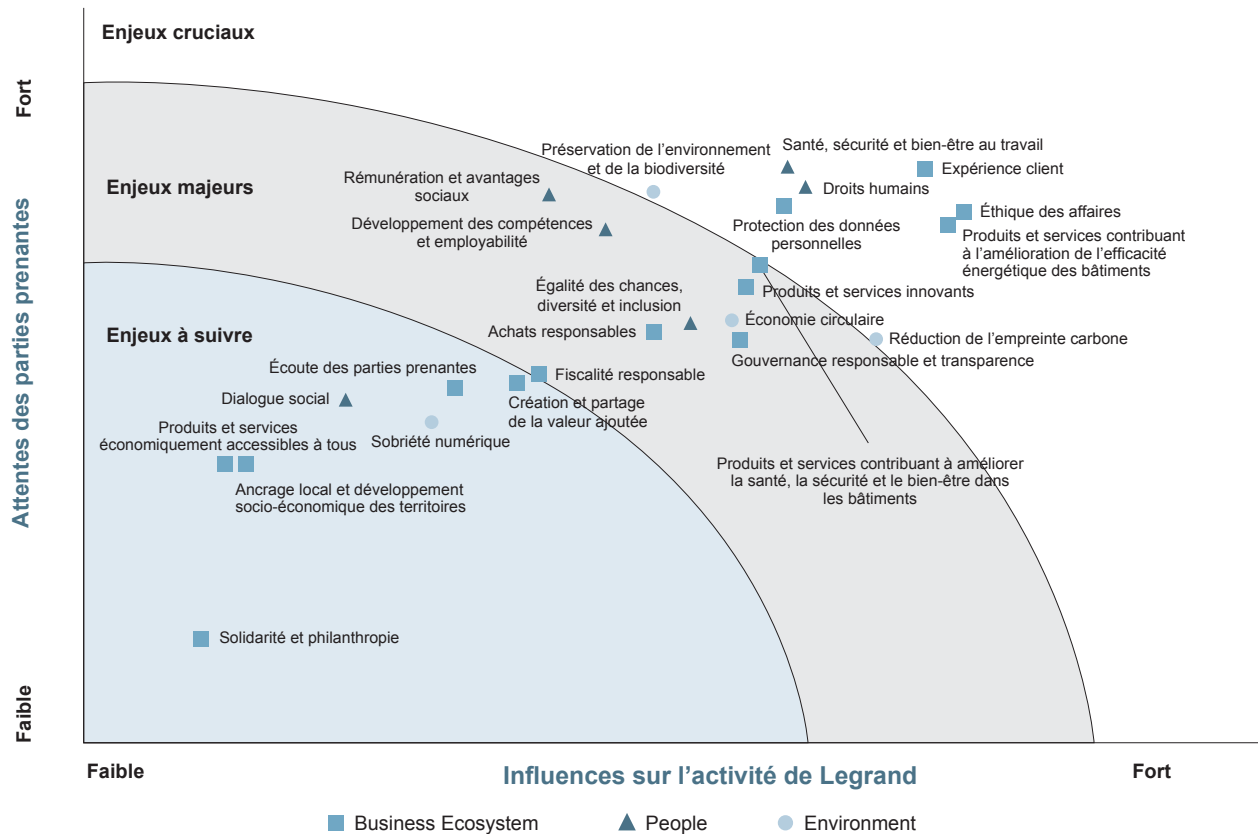 Enjeux cruciaux
Fort
Santé, sécurité et bien-être au travail
Préservation de l’environnement
et de la biodiversité
Expérience client
Rémunération et avantages
sociaux
Enjeux majeurs
Droits humains
Éthique des affaires
Développement des compétences
et employabilité
Protection des données
personnelles
Produits et services contribuant
à l’amélioration de l’efficacité
énergétique des bâtiments
Égalité des chances,
diversité et inclusion
Produits et services innovants
Économie circulaire
Achats responsables
Enjeux à suivre
Réduction de l’empreinte carbone
Gouvernance responsable et transparence
Écoute des parties prenantes
Fiscalité responsable
Dialogue social
Création et partage
de la valeur ajoutée
Produits et services
économiquement accessibles à tous
Sobriété numérique
Produits et services contribuant à améliorer
la santé, la sécurité et le bien-être dans
les bâtiments
Ancrage local et développement
socio-économique des territoires
Attentes des parties prenantes
Solidarité et philanthropie
Faible
Faible
Influences sur l’activité de Legrand
Fort
Business Ecosystem
People
Environment